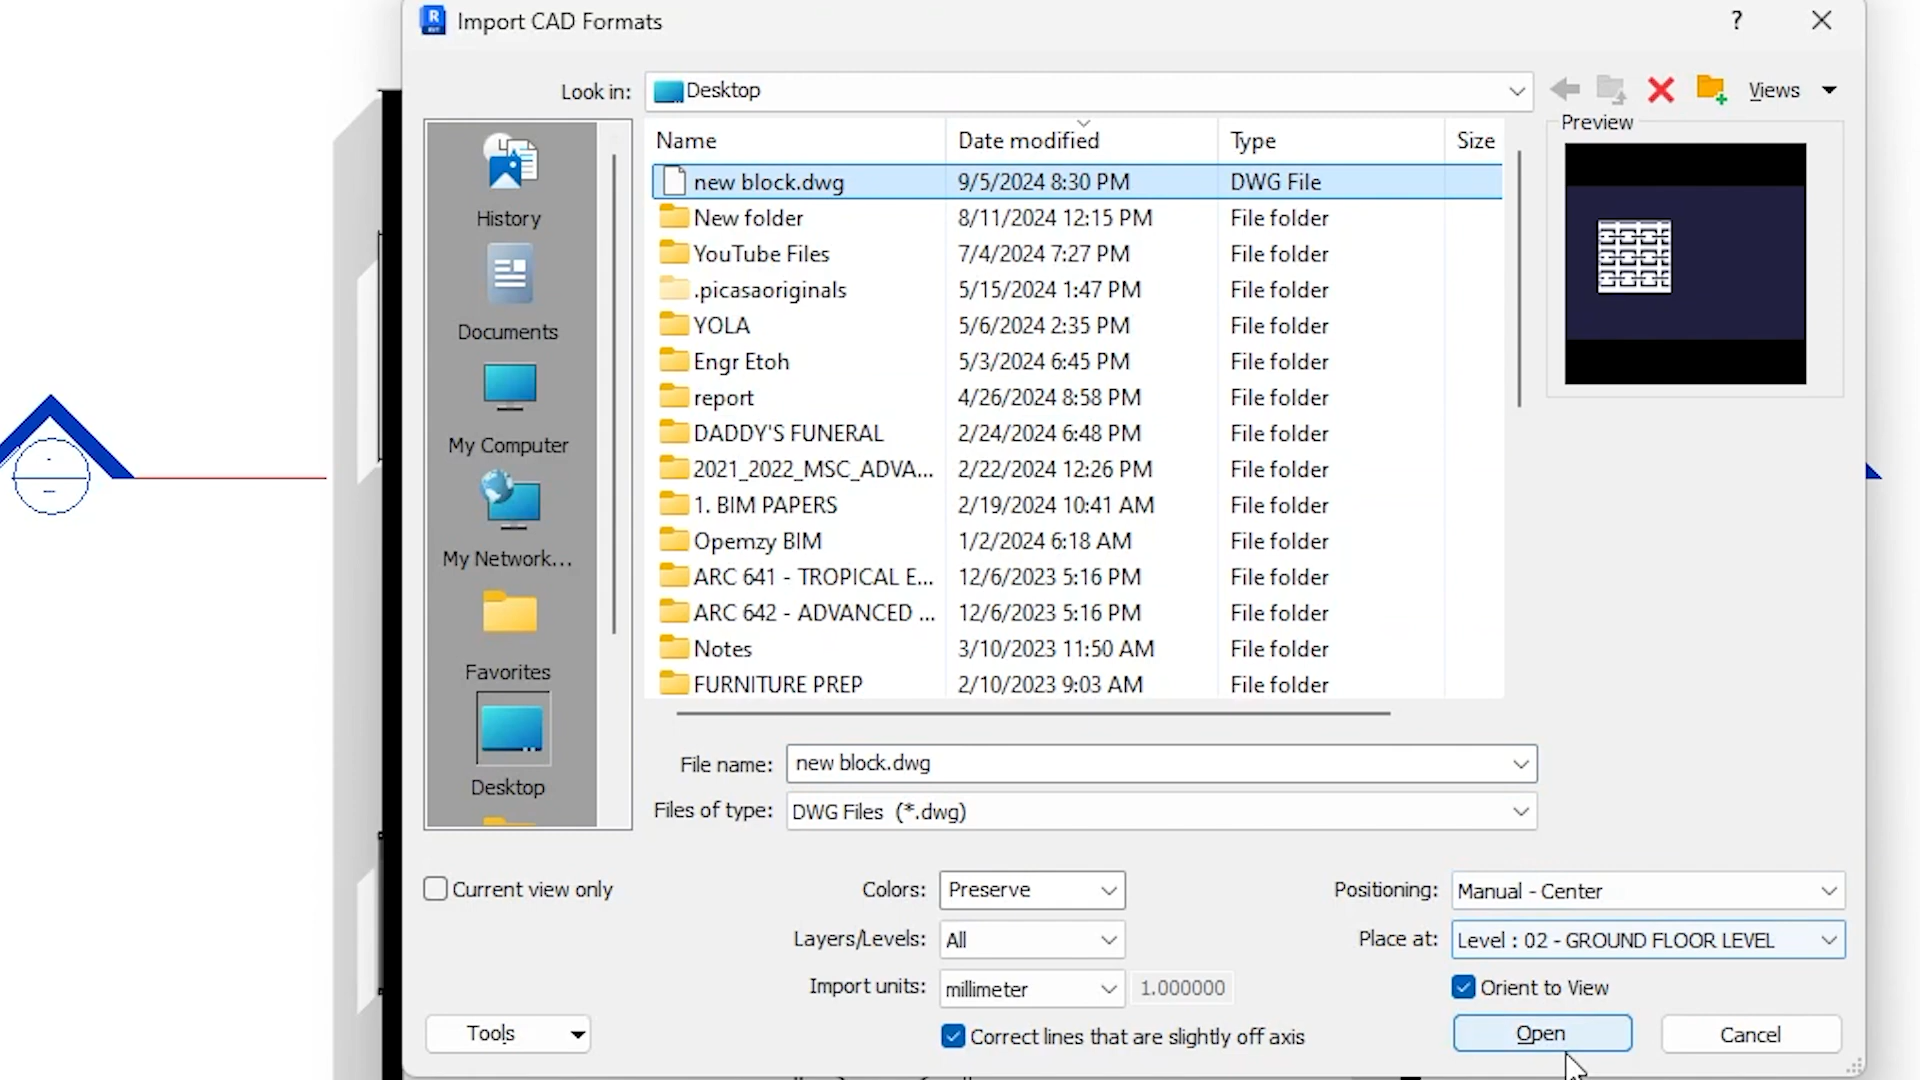 Import CAD Formats
?
Look in: Desktop
Views
Name Date modified Type Size
new block.dwg 9/5/2024 8:30 PM DWG File
New folder 8/11/2024 12:15 PM File folder
YouTube Files 7/4/2024 7:27 PM File folder
.picasaoriginals 5/15/2024 1:47 PM File folder
YOLA 5/6/2024 2:35 PM File folder
Engr Etoh 5/3/2024 6:45 PM File folder
report 4/26/2024 8:58 PM File folder
DADDY'S FUNERAL 2/24/2024 6:48 PM File folder
2021_2022_MSC_ADVA... 2/22/2024 12:26 PM File folder
1. BIM PAPERS 2/19/2024 10:41 AM File folder
Opemzy BIM 1/2/2024 6:18 AM File folder
ARC 641 - TROPICAL E... 12/6/2023 5:16 PM File folder
ARC 642 - ADVANCED ... 12/6/2023 5:16 PM File folder
Notes 3/10/2023 11:50 AM File folder
FURNITURE PREP 2/10/2023 9:03 AM File folder
History
Documents
My Computer
My Network...
Favorites
Desktop
Preview
File name: new block.dwg
Files of type: DWG Files (*.dwg)
Current view only
Colors: Preserve
Layers/Levels: All
Import units: millimeter 1.000000
Correct lines that are slightly off axis
Positioning: Manual - Center
Place at: Level : 02 - GROUND FLOOR LEVEL
Orient to View
Tools
Open
Cancel